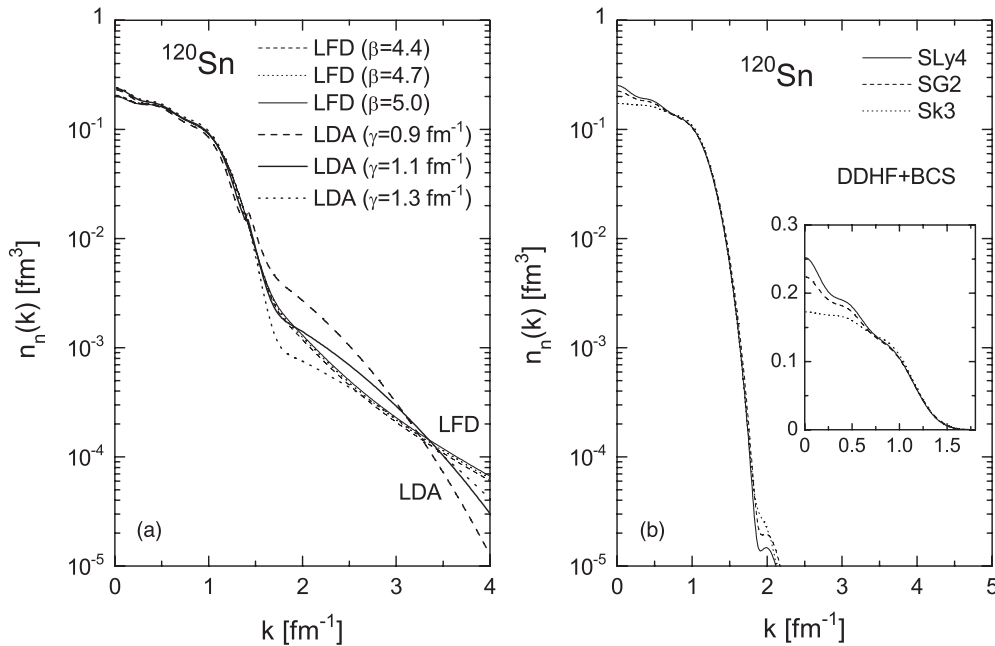 1
10⁻¹
10⁻²
10⁻³
10⁻⁴
10⁻⁵
nₙ(k) [fm³]
¹²⁰Sn
LFD (β=4.4)
LFD (β=4.7)
LFD (β=5.0)
LDA (γ=0.9 fm⁻¹)
LDA (γ=1.1 fm⁻¹)
LDA (γ=1.3 fm⁻¹)
LFD
LDA
(a)
0 1 2 3 4
k [fm⁻¹]
1
10⁻¹
10⁻²
10⁻³
10⁻⁴
10⁻⁵
nₙ(k) [fm³]
¹²⁰Sn
SLy4
SG2
Sk3
DDHF+BCS
0.3
0.2
0.1
0
0 0.5 1.0 1.5
(b)
0 1 2 3 4 5
k [fm⁻¹]